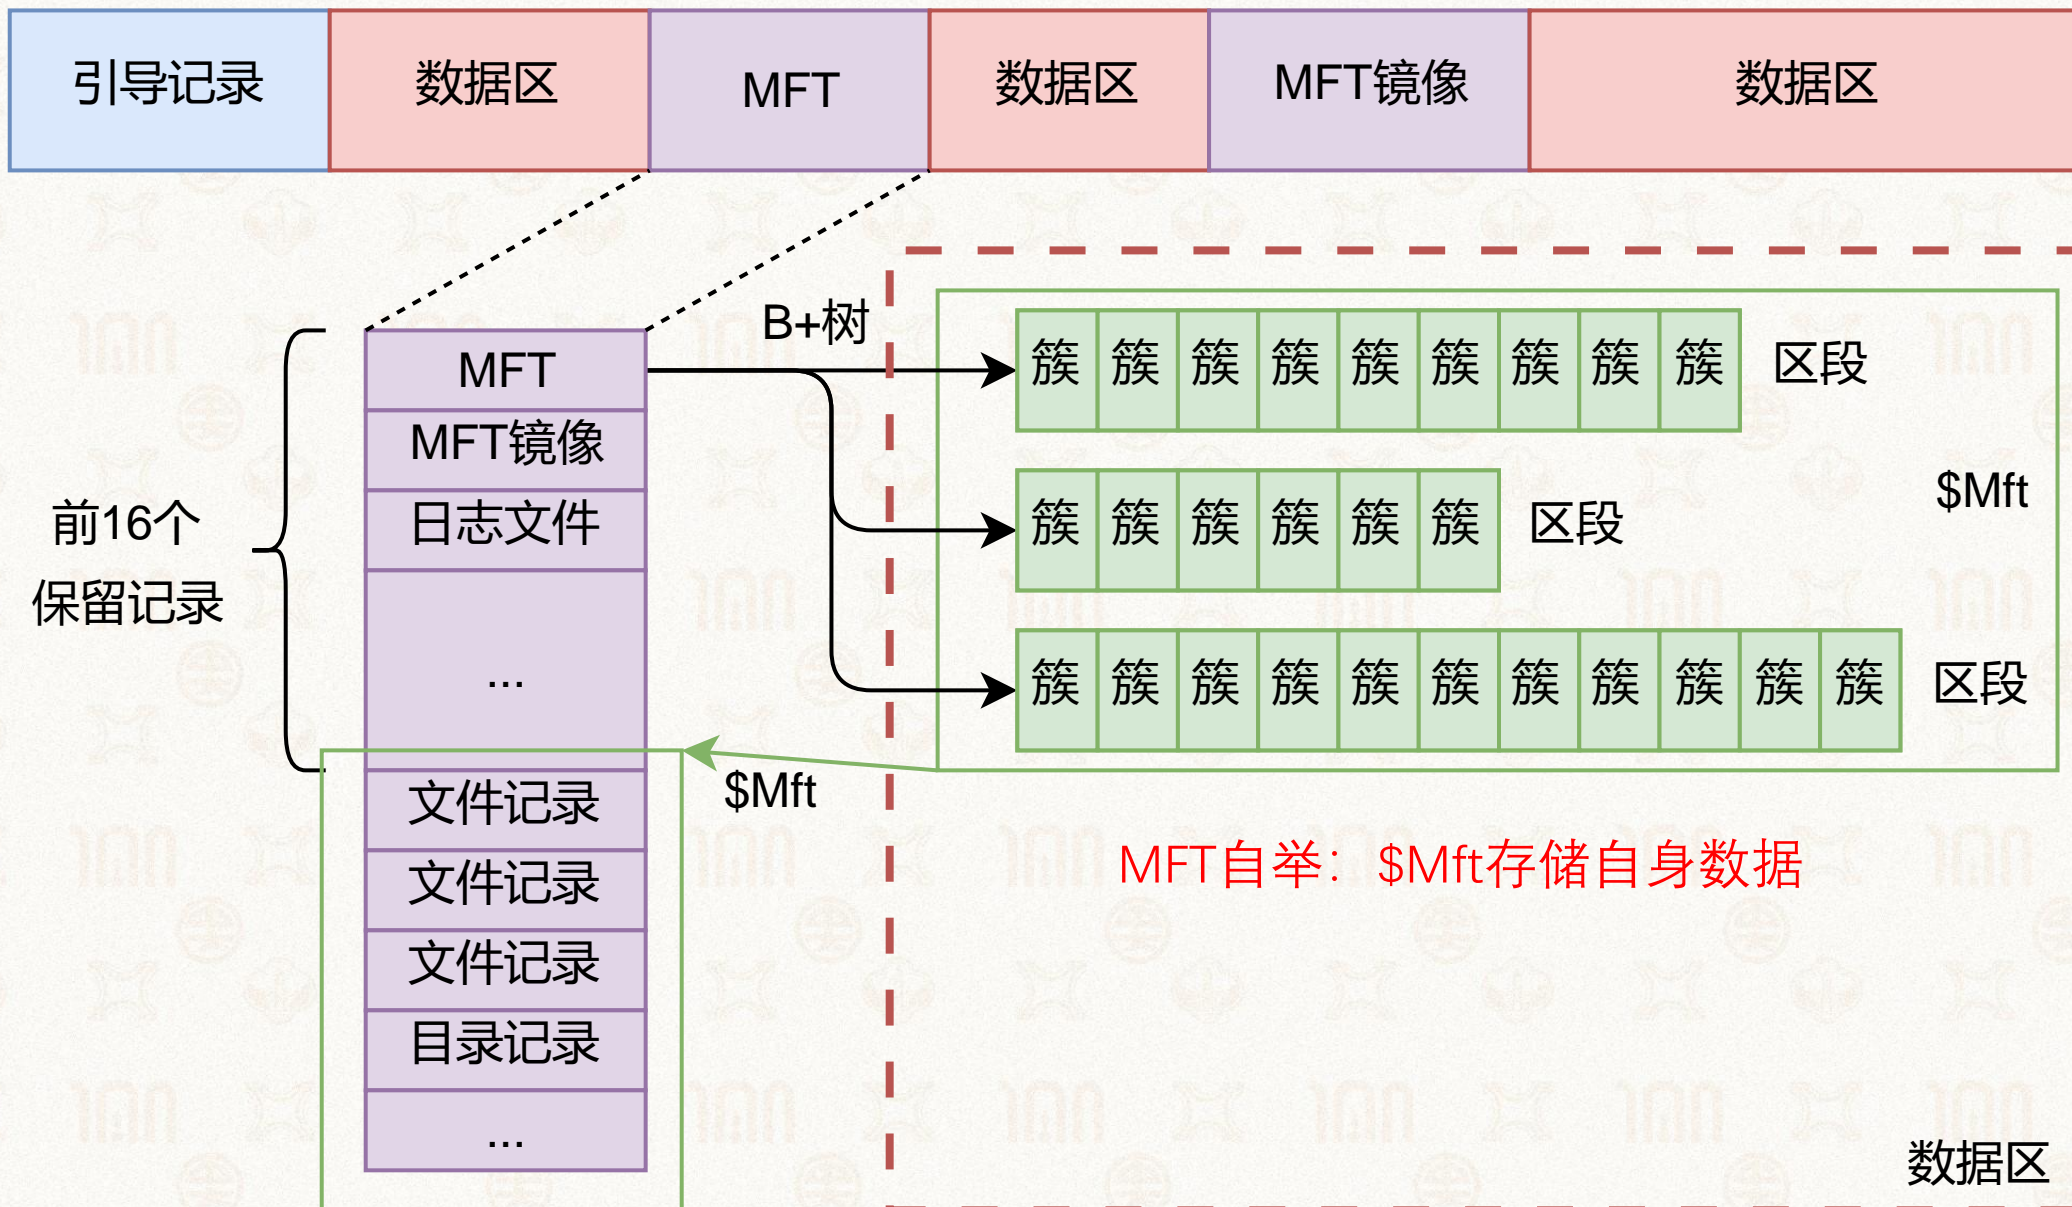 引导记录
数据区
MFT
数据区
MFT镜像
数据区
B+树
MFT
MFT镜像
日志文件
...
文件记录
文件记录
文件记录
目录记录
...
前16个
保留记录
簇 簇 簇 簇 簇 簇 簇 簇 簇 区段
簇 簇 簇 簇 簇 簇 区段
簇 簇 簇 簇 簇 簇 簇 簇 簇 簇 簇 区段
$Mft
$Mft
MFT自举：$Mft存储自身数据
数据区